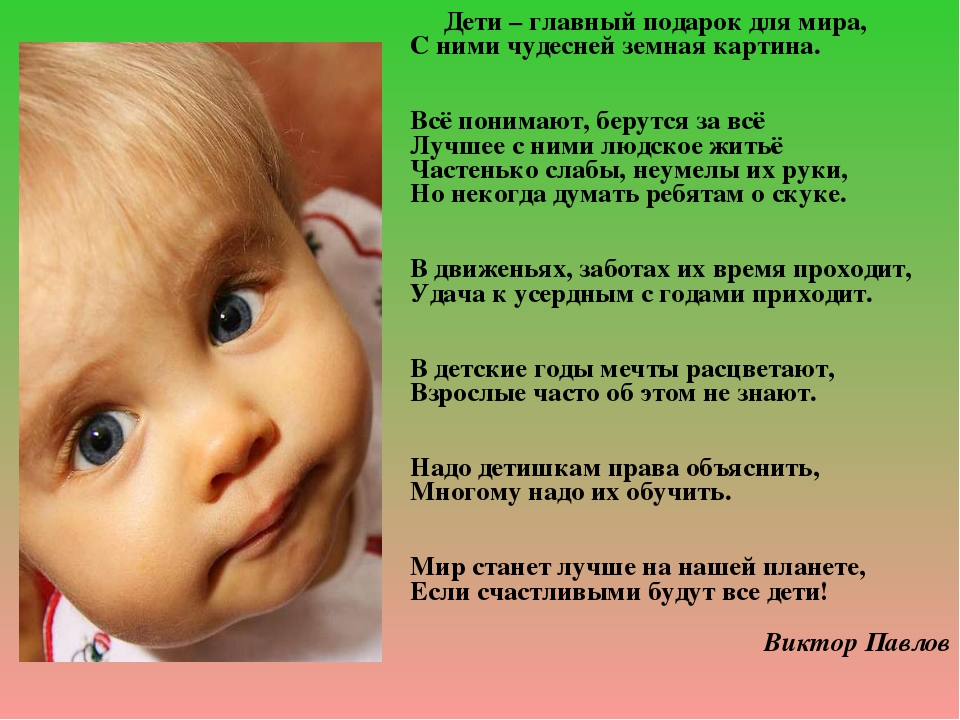 Дети – главный подарок для мира,
С ними чудесней земная картина.
Всё понимают, берутся за всё
Лучшее с ними людское житьё
Частенько слабы, неумелы их руки,
Но некогда думать ребятам о скуке.
В движеньях, заботах их время проходит,
Удача к усердным с годами приходит.
В детские годы мечты расцветают,
Взрослые часто об этом не знают.
Надо детишкам права объяснить,
Многому надо их обучить.
Мир станет лучше на нашей планете,
Если счастливыми будут все дети!
Виктор Павлов